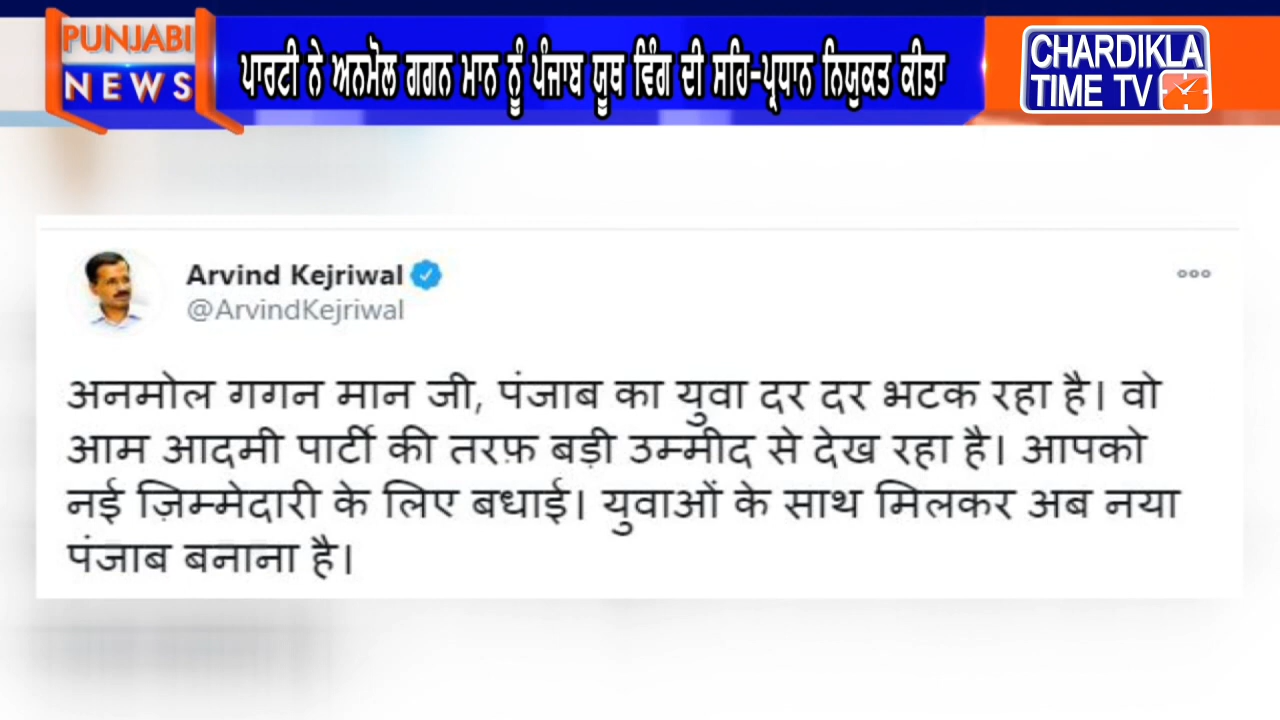 PUNJABI
NEWS
ਪਾਰਟੀ ਨੇ ਅਨਮੋਲ ਗਗਨ ਮਾਨ ਨੂੰ ਪੰਜਾਬ ਯੂਥ ਵਿੰਗ ਦੀ ਸਹਿ-ਪ੍ਰਧਾਨ ਨਿਯੁਕਤ ਕੀਤਾ
CHARDIKLA
TIME TV
Arvind Kejriwal
@ArvindKejriwal
अनमोल गगन मान जी, पंजाब का युवा दर दर भटक रहा है। वो
आम आदमी पार्टी की तरफ़ बड़ी उम्मीद से देख रहा है। आपको
नई ज़िम्मेदारी के लिए बधाई। युवाओं के साथ मिलकर अब नया
पंजाब बनाना है।